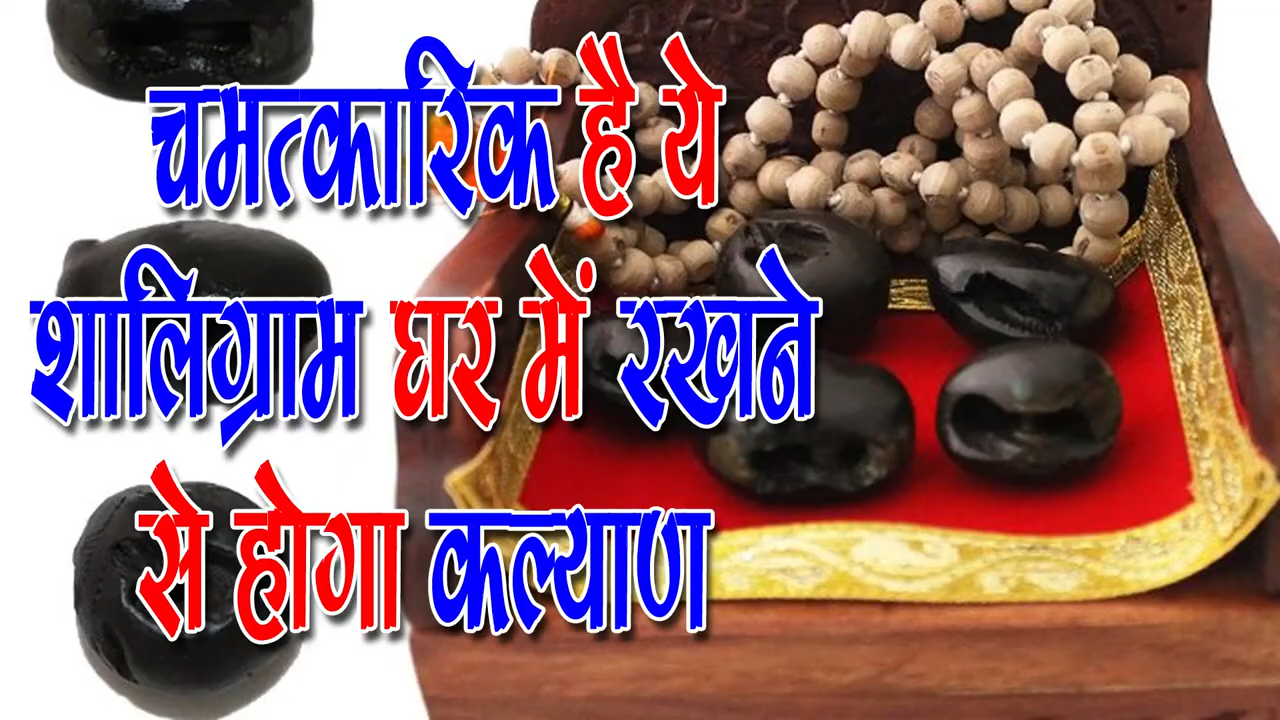 चमत्कारिक है ये
शालिग्राम घर में रखने
से होगा कल्याण